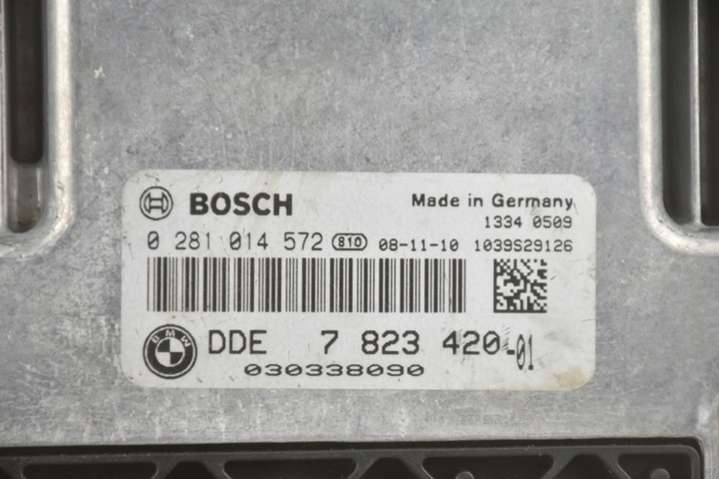 BOSCH Made in Germany
1334 0509
0 281 014 572 810 08-11-10 1039S29126
BMW DDE 7 823 420-01
030338090